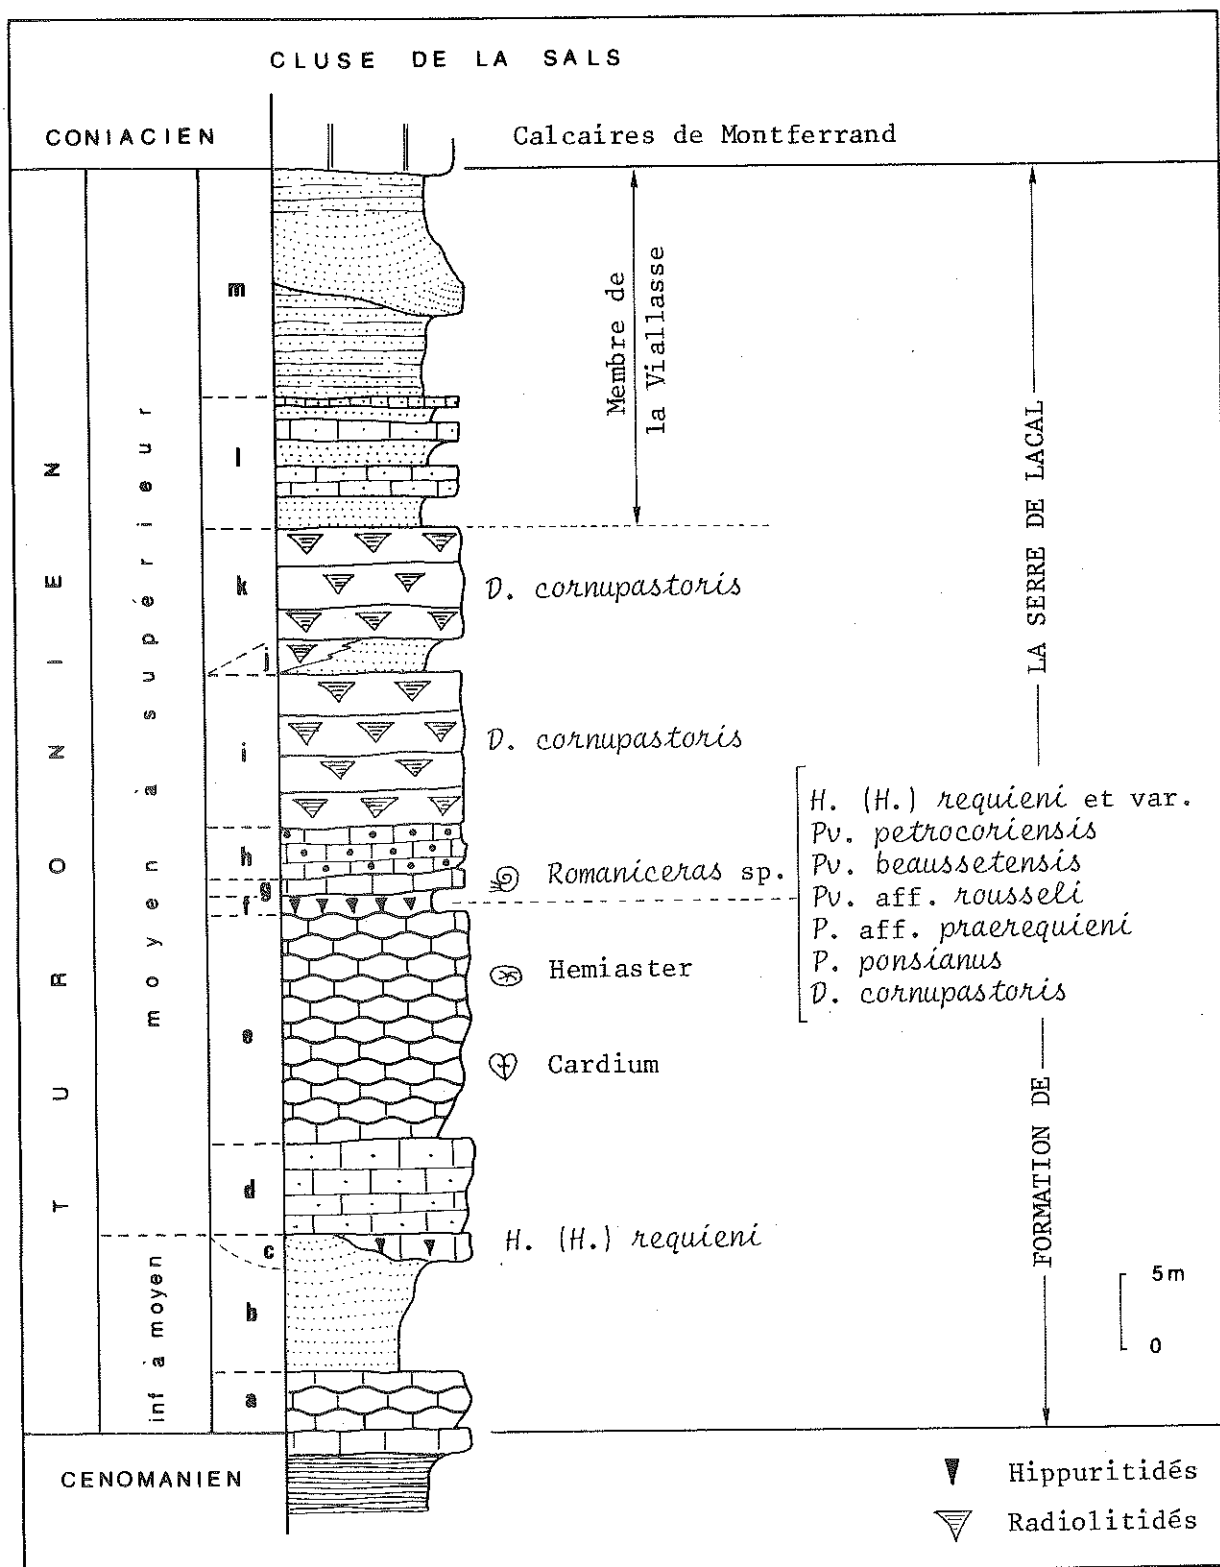 CLUSE DE LA SALS
CONIACIEN
Calcaires de Montferrand
TURONIEN
moyen à supérieur
inf à moyen
m
l
k
j
i
h
g
f
e
d
c
b
a
Membre de
la Viallasse
D. cornupastoris
D. cornupastoris
Romaniceras sp.
H. (H.) requieni et var.
Pv. petrocoriensis
Pv. beaussetensis
Pv. aff. rousseli
P. aff. praerequieni
P. ponsianus
D. cornupastoris
Hemiaster
Cardium
H. (H.) requieni
FORMATION DE LA SERRE DE LACAL
5m
0
CENOMANIEN
Hippuritidés
Radiolitidés